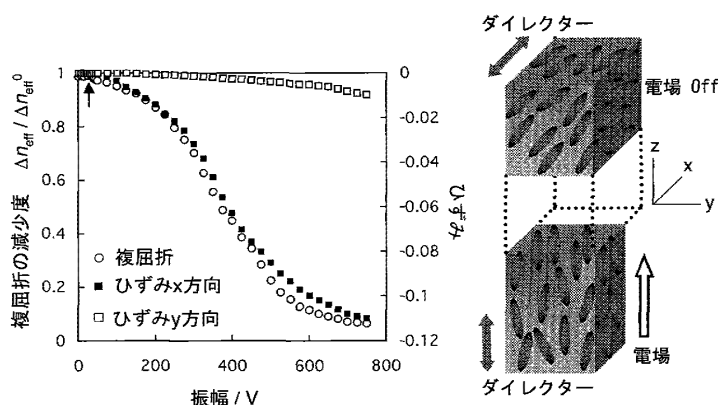 複屈折の減少度 Δn_eff / Δn_eff^0
1
0.8
0.6
0.4
0.2
0
0
200
400
600
800
振幅 / V
0
-0.02
-0.04
-0.06
-0.08
-0.1
-0.12
ひずみ
複屈折
ひずみx方向
ひずみy方向
ダイレクター
電場 Off
z
x
y
電場
ダイレクター